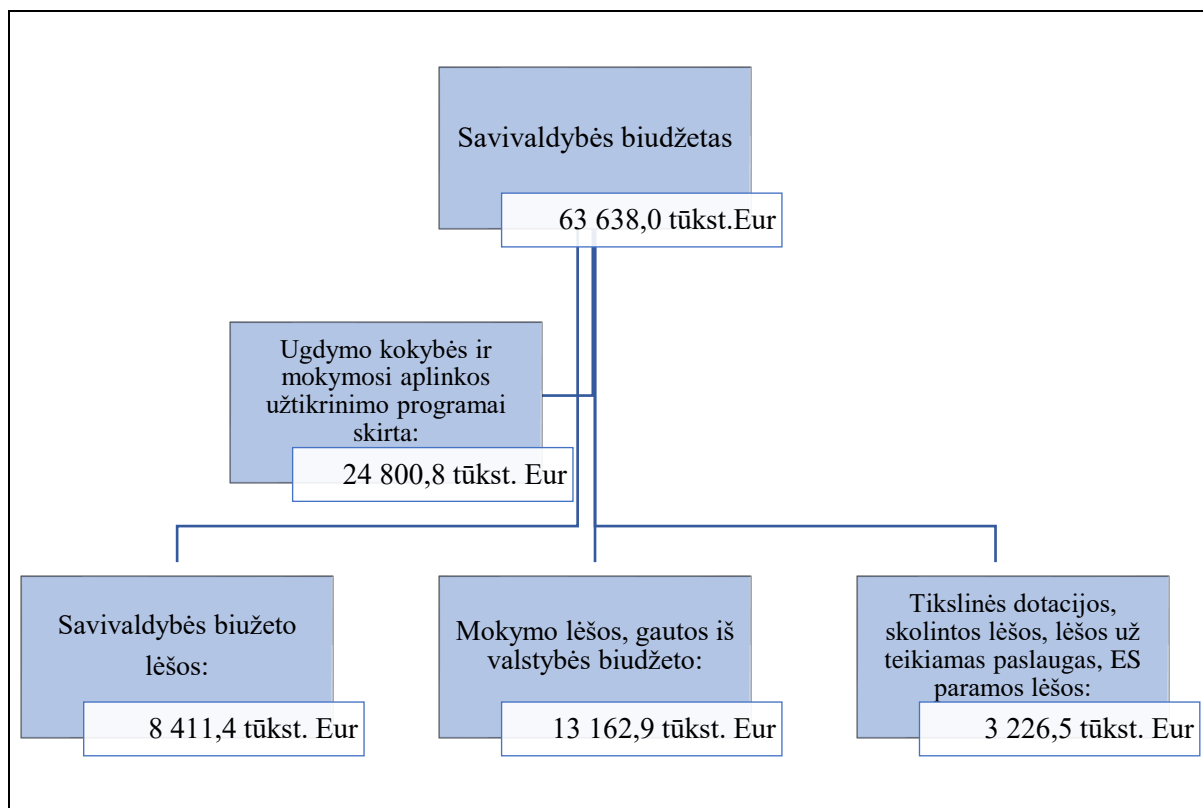 Savivaldybės biudžetas
63 638,0 tūkst.Eur
Ugdymo kokybės ir
mokymosi aplinkos
užtikrinimo programai
skirta:
24 800,8 tūkst. Eur
Savivaldybės biužeto
lėšos:
8 411,4 tūkst. Eur
Mokymo lėšos, gautos iš
valstybės biudžeto:
13 162,9 tūkst. Eur
Tikslinės dotacijos,
skolintos lėšos, lėšos už
teikiamas paslaugas, ES
paramos lėšos:
3 226,5 tūkst. Eur